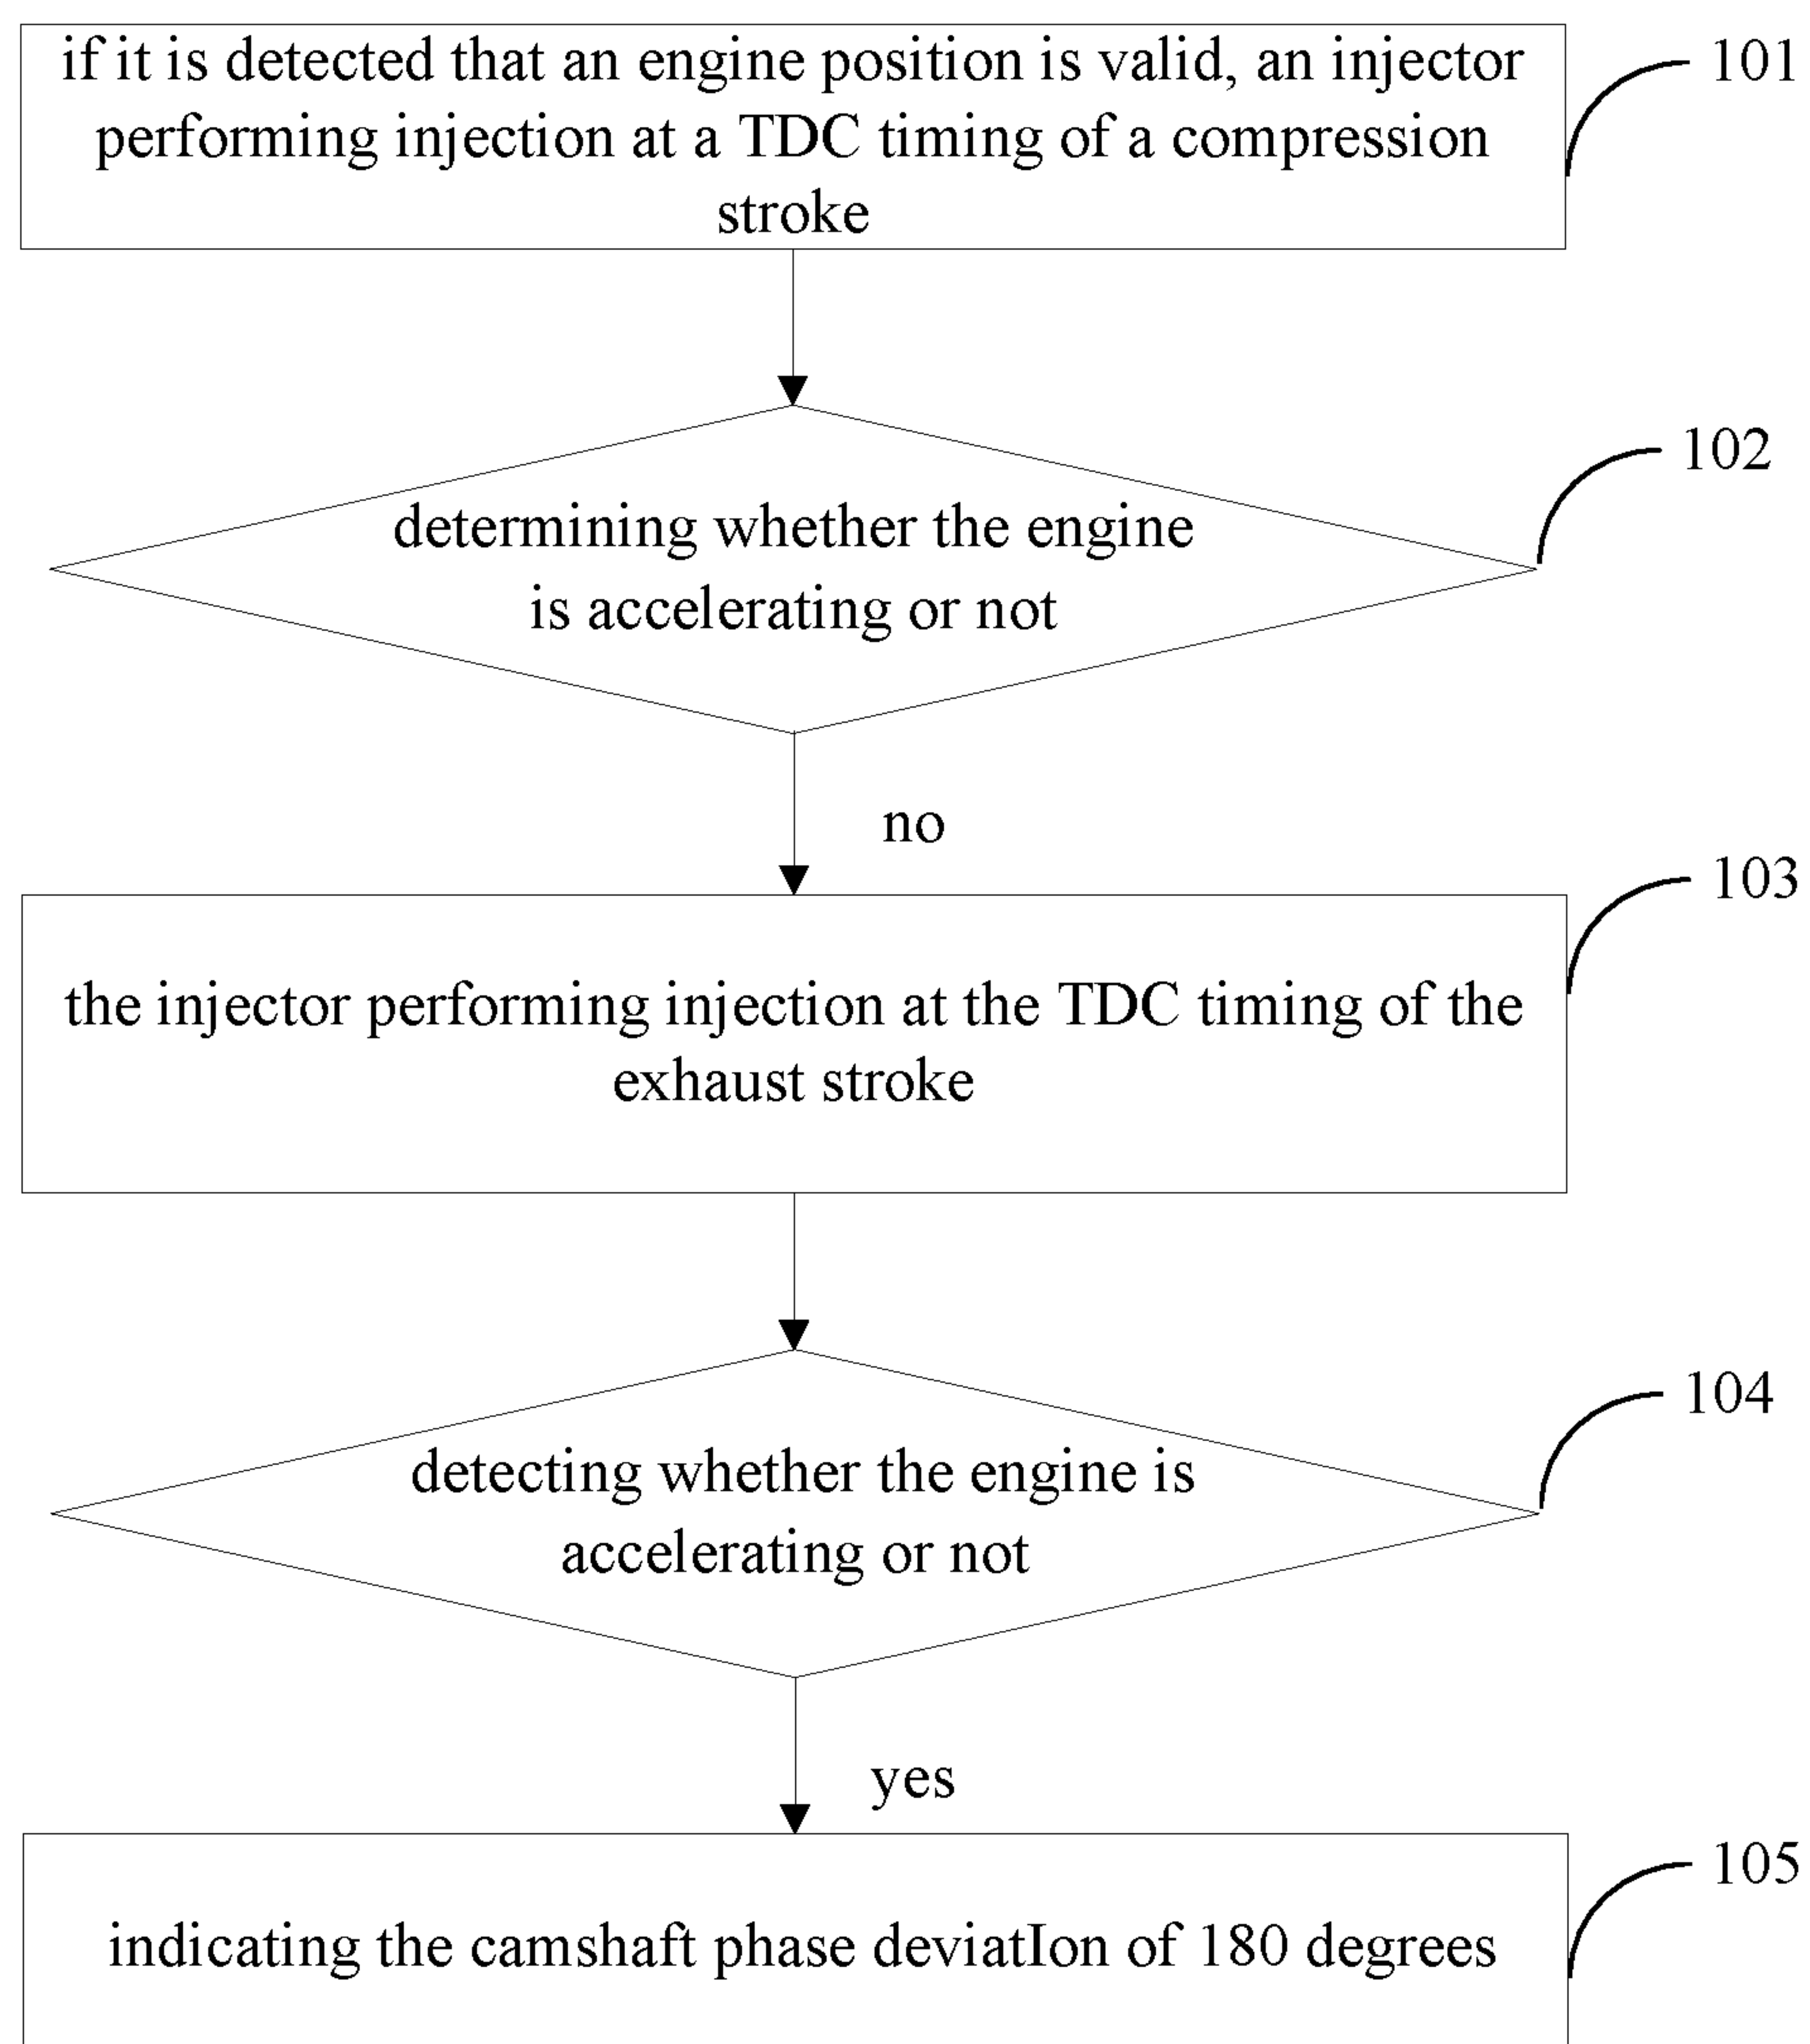 if it is detected that an engine position is valid, an injector
performing injection at a TDC timing of a compression
stroke
101
102
determining whether the engine
is accelerating or not
no
103
the injector performing injection at the TDC timing of the
exhaust stroke
104
detecting whether the engine is
accelerating or not
yes
105
indicating the camshaft phase deviatIon of 180 degrees